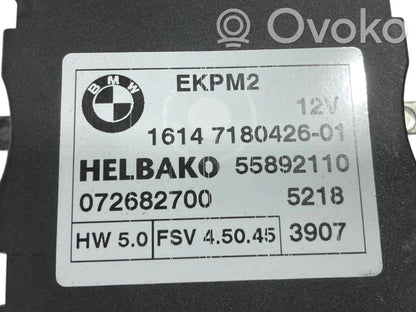 Ovoko
BMW
EKPM2
12V
1614 7180426-01
HELBAKO 55892110
072682700 5218
HW 5.0 FSV 4.50.45 3907